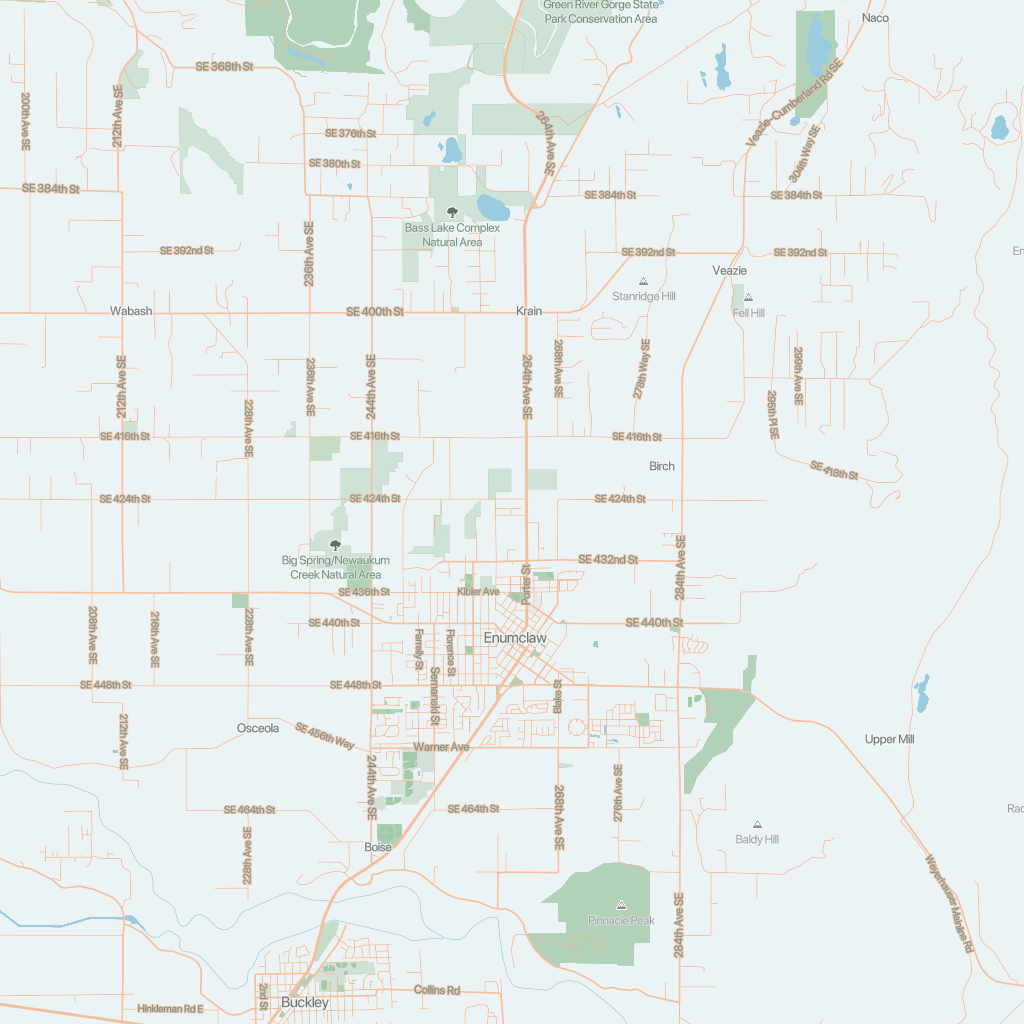 Green River Gorge State
Park Conservation Area
Naco
SE 368th St
200th Ave SE
212th Ave SE
264th Ave SE
Veazie-Cumberland Rd SE
304th Way SE
SE 376th St
SE 380th St
SE 384th St
SE 384th St
SE 384th St
Bass Lake Complex
Natural Area
236th Ave SE
SE 392nd St
SE 392nd St
SE 392nd St
En
Veazie
Stanridge Hill
Fell Hill
Wabash
SE 400th St
Krain
212th Ave SE
236th Ave SE
244th Ave SE
264th Ave SE
268th Ave SE
278th Way SE
299th Ave SE
295th Pl SE
228th Ave SE
SE 416th St
SE 416th St
SE 416th St
Birch
SE 418th St
SE 424th St
SE 424th St
SE 424th St
Big Spring/Newaukum
Creek Natural Area
SE 432nd St
284th Ave SE
Porter St
SE 436th St
Kibler Ave
208th Ave SE
216th Ave SE
228th Ave SE
SE 440th St
SE 440th St
Farrelly St
Florence St
Enumclaw
SE 448th St
SE 448th St
Semanski St
Blake St
212th Ave SE
Osceola
SE 456th Way
Warner Ave
Upper Mill
244th Ave SE
268th Ave SE
276th Ave SE
SE 464th St
SE 464th St
Rac
Baldy Hill
228th Ave SE
Boise
Weyerhauser Mainline Rd
284th Ave SE
Pinnacle Peak
2nd St
Buckley
Collins Rd
Hinkleman Rd E